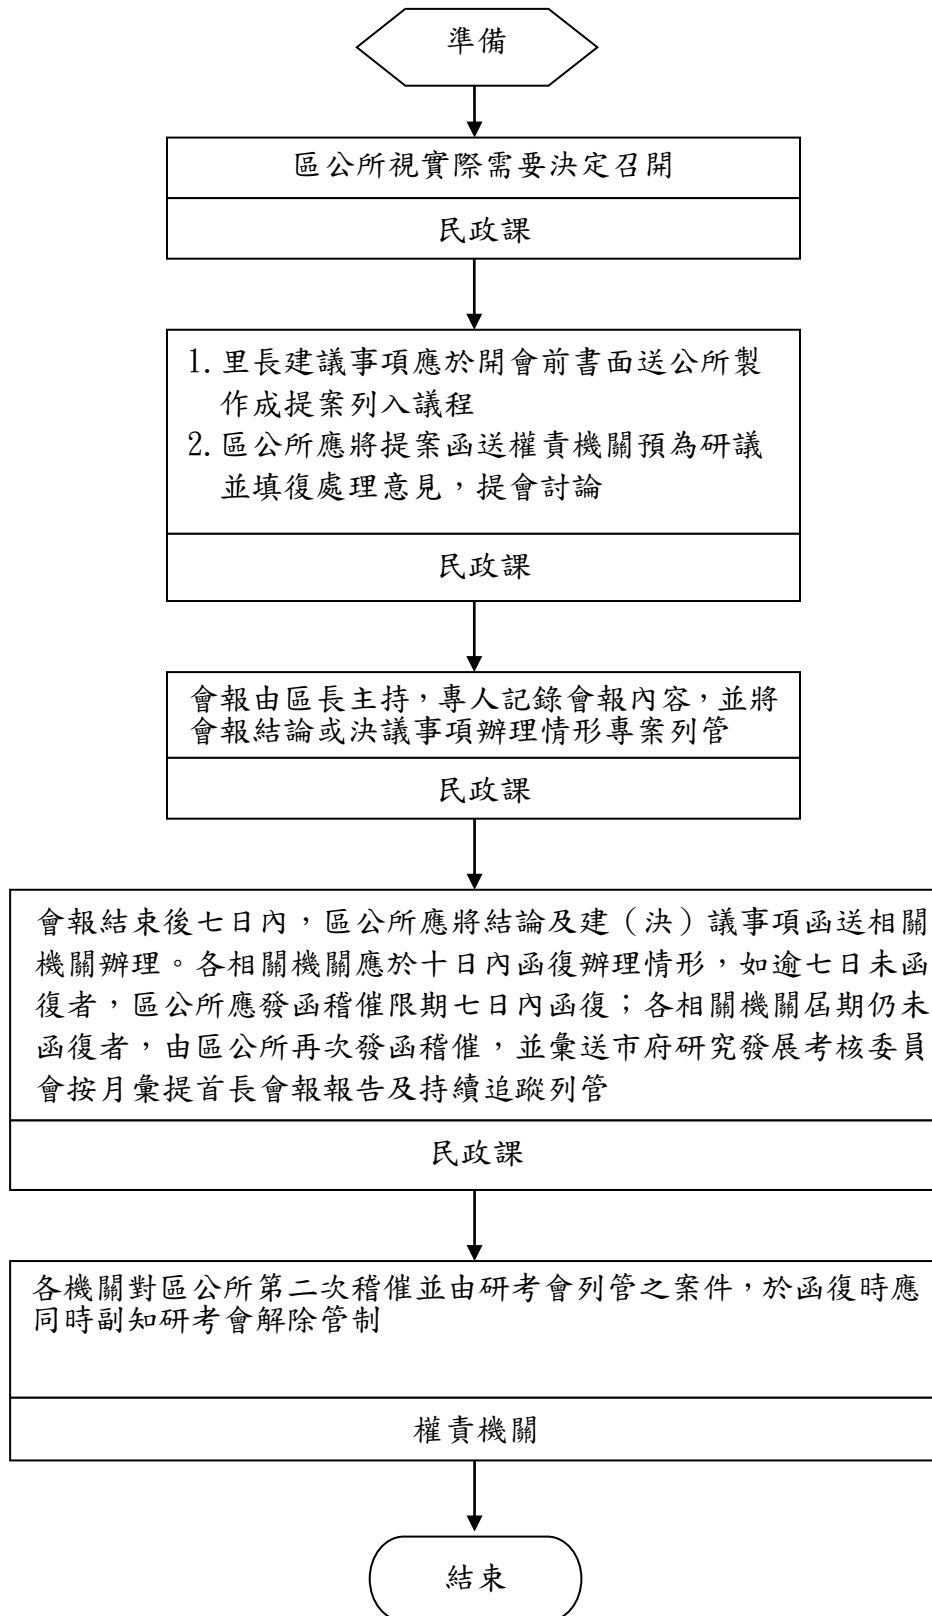 準備
區公所視實際需要決定召開
民政課
1. 里長建議事項應於開會前書面送公所製
作成提案列入議程
2. 區公所應將提案函送權責機關預為研議
並填復處理意見，提會討論
民政課
會報由區長主持，專人記錄會報內容，並將
會報結論或決議事項辦理情形專案列管
民政課
會報結束後七日內，區公所應將結論及建（決）議事項函送相關
機關辦理。各相關機關應於十日內函復辦理情形，如逾七日未函
復者，區公所應發函稽催限期七日內函復；各相關機關屆期仍未
函復者，由區公所再次發函稽催，並彙送市府研究發展考核委員
會按月彙提首長會報報告及持續追蹤列管
民政課
各機關對區公所第二次稽催並由研考會列管之案件，於函復時應
同時副知研考會解除管制
權責機關
結束